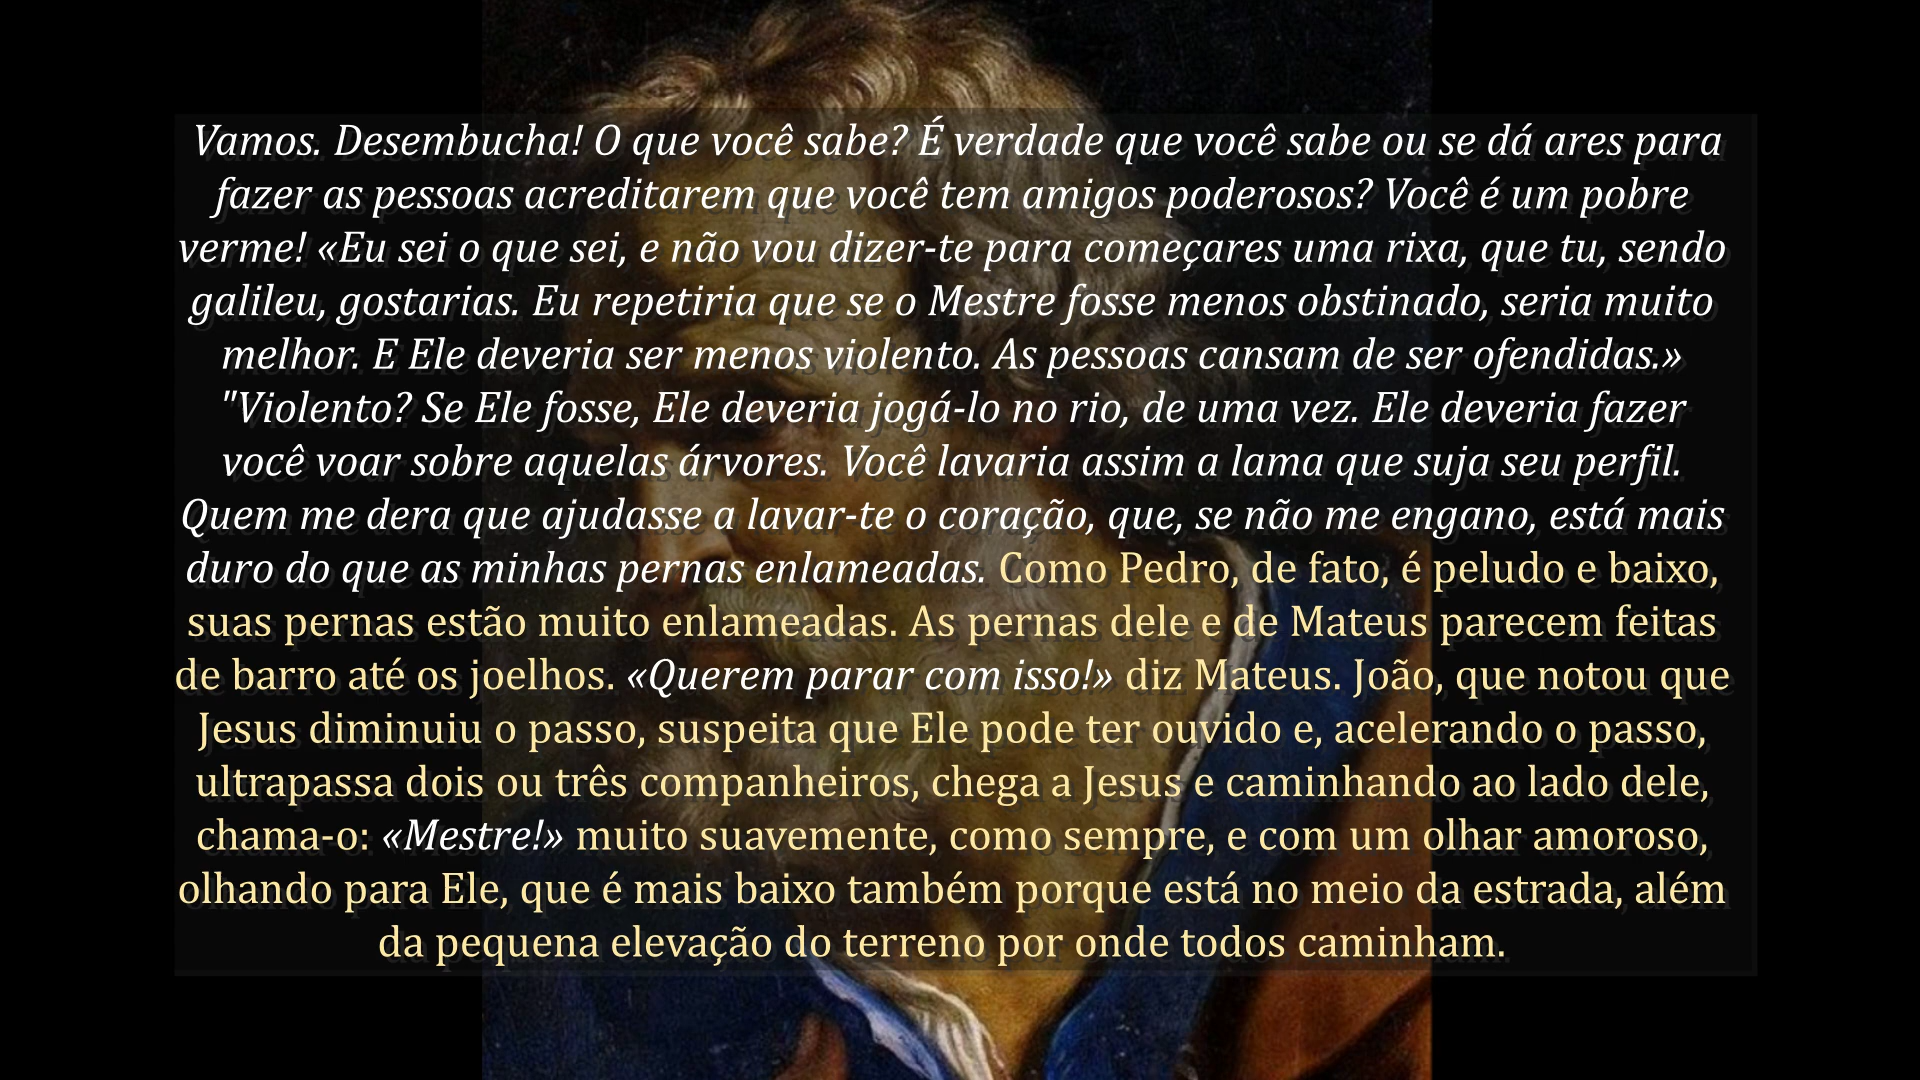 Vamos. Desembucha! O que você sabe? É verdade que você sabe ou se dá ares para
fazer as pessoas acreditarem que você tem amigos poderosos? Você é um pobre
verme! «Eu sei o que sei, e não vou dizer-te para começares uma rixa, que tu, sendo
galileu, gostarias. Eu repetiria que se o Mestre fosse menos obstinado, seria muito
melhor. E Ele deveria ser menos violento. As pessoas cansam de ser ofendidas.»
"Violento? Se Ele fosse, Ele deveria jogá-lo no rio, de uma vez. Ele deveria fazer
você voar sobre aquelas árvores. Você lavaria assim a lama que suja seu perfil.
Quem me dera que ajudasse a lavar-te o coração, que, se não me engano, está mais
duro do que as minhas pernas enlameadas. Como Pedro, de fato, é peludo e baixo,
suas pernas estão muito enlameadas. As pernas dele e de Mateus parecem feitas
de barro até os joelhos. «Querem parar com isso!» diz Mateus. João, que notou que
Jesus diminuiu o passo, suspeita que Ele pode ter ouvido e, acelerando o passo,
ultrapassa dois ou três companheiros, chega a Jesus e caminhando ao lado dele,
chama-o: «Mestre!» muito suavemente, como sempre, e com um olhar amoroso,
olhando para Ele, que é mais baixo também porque está no meio da estrada, além
da pequena elevação do terreno por onde todos caminham.